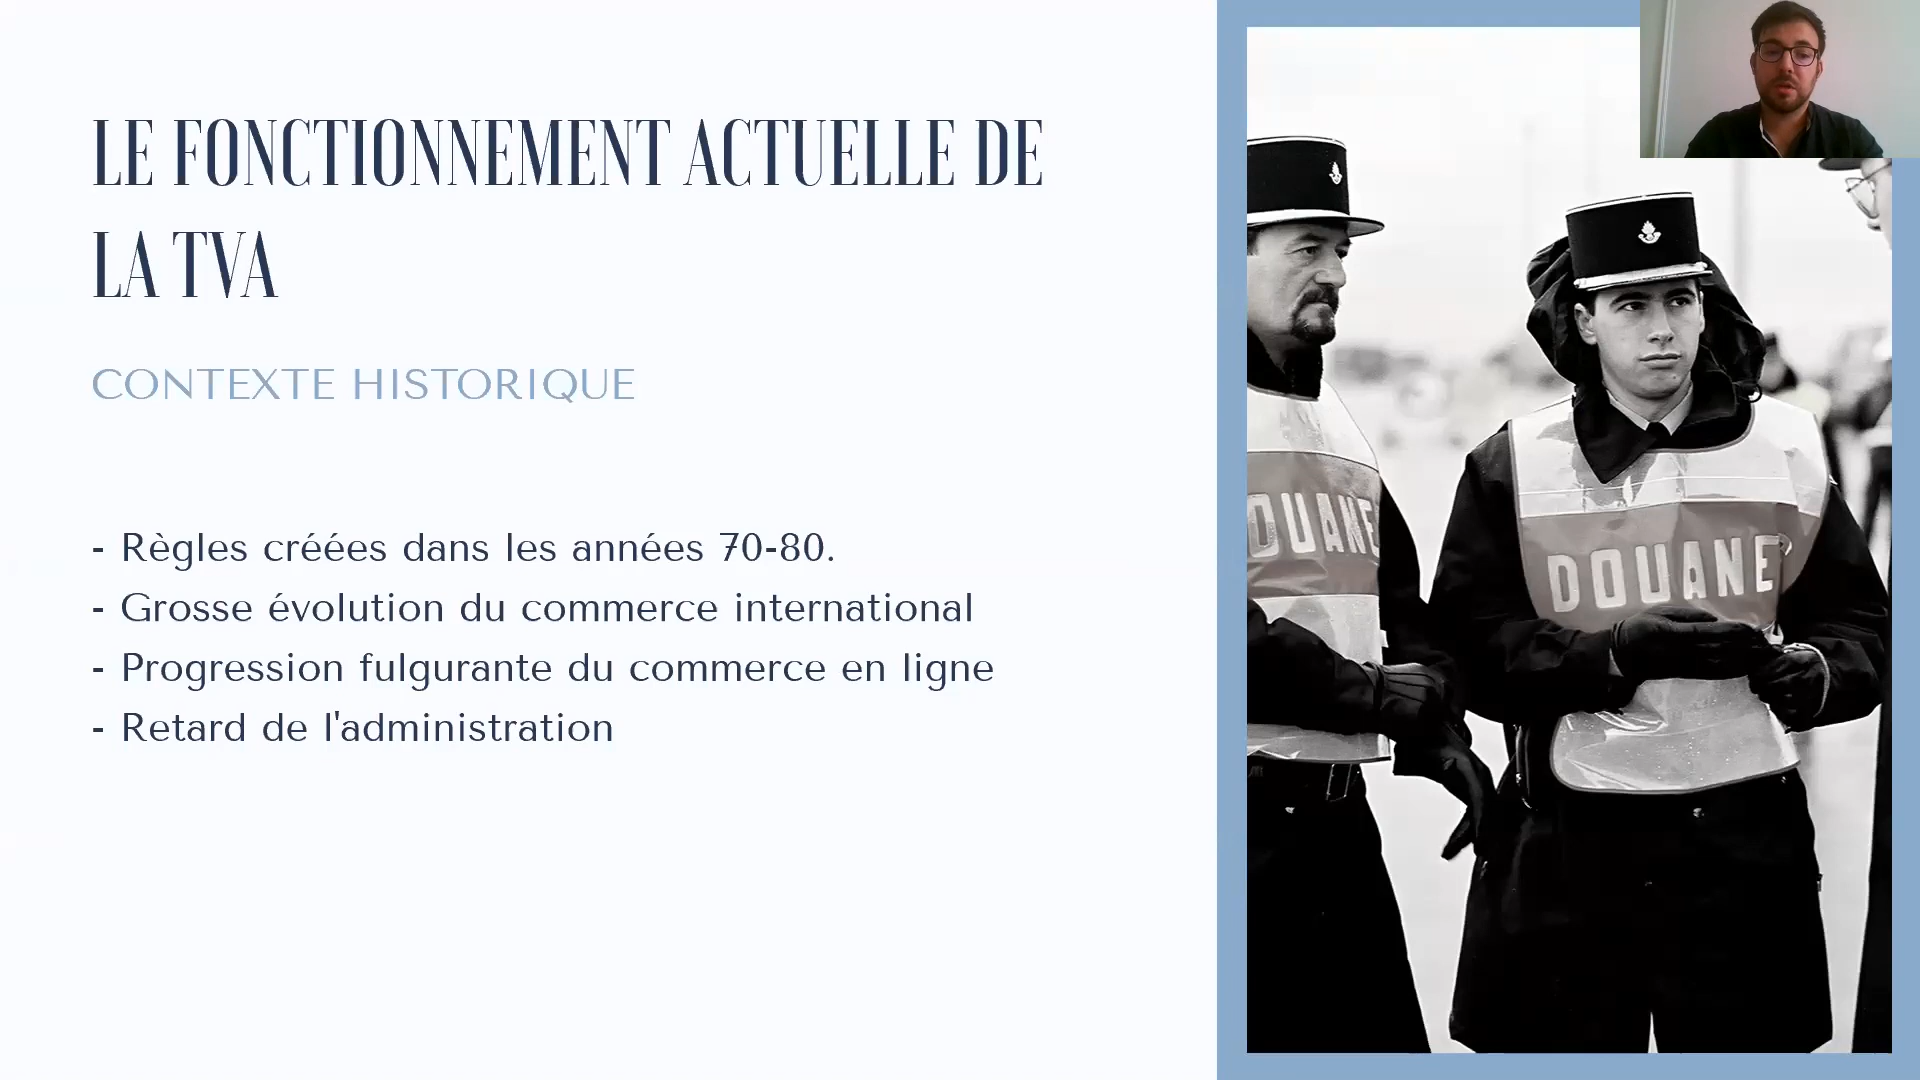 LE FONCTIONNEMENT ACTUELLE DE
LA TVA
CONTEXTE HISTORIQUE
- Règles créées dans les années 70-80.
- Grosse évolution du commerce international
- Progression fulgurante du commerce en ligne
- Retard de l'administration
DOUANE
DOUANE